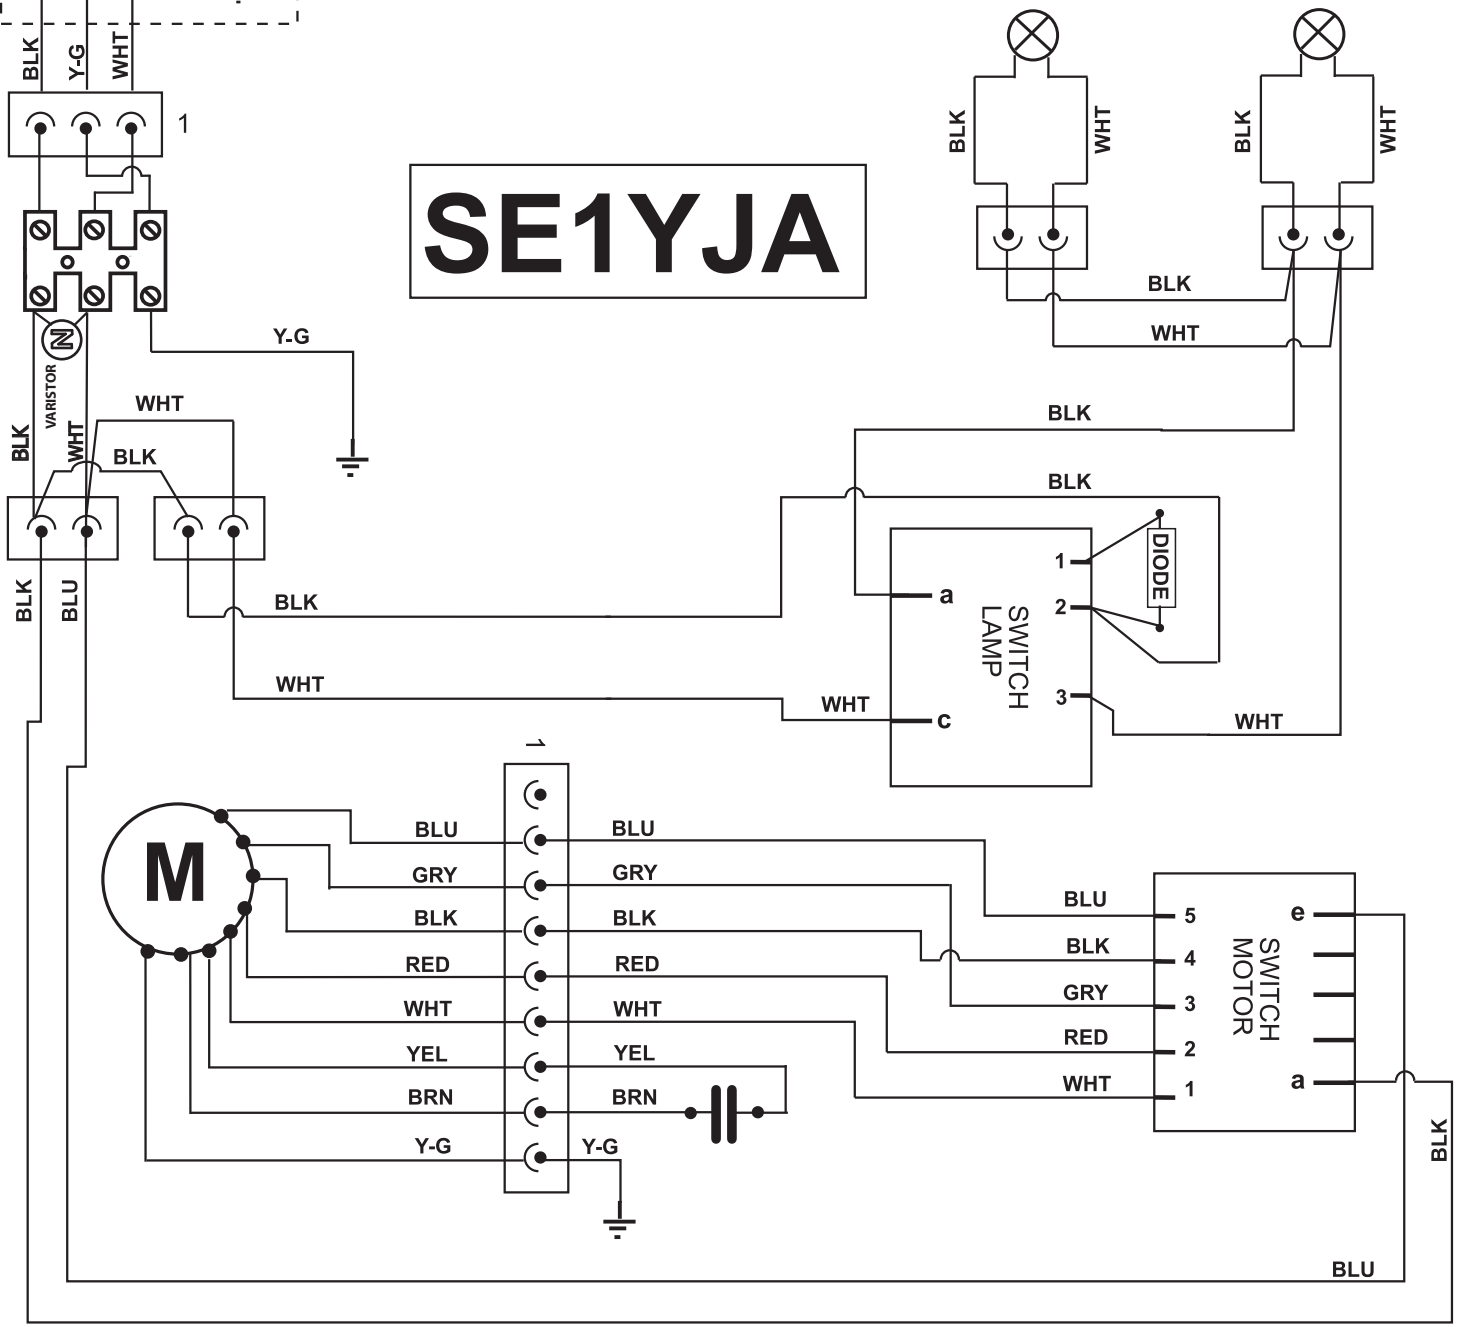 BLK
Y-G
WHT
1
SE1YJA
BLK
WHT
BLK
WHT
BLK
WHT
Y-G
N
VARISTOR
BLK
WHT
WHT
BLK
BLK
BLK
BLK
BLU
BLK
WHT
WHT
a
c
SWITCH
LAMP
1
2
3
DIODE
WHT
1
M
BLU
GRY
BLK
RED
WHT
YEL
BRN
Y-G
BLU
GRY
BLK
RED
WHT
YEL
BRN
Y-G
BLU
BLK
GRY
RED
WHT
5
4
3
2
1
SWITCH
MOTOR
e
a
BLK
BLU